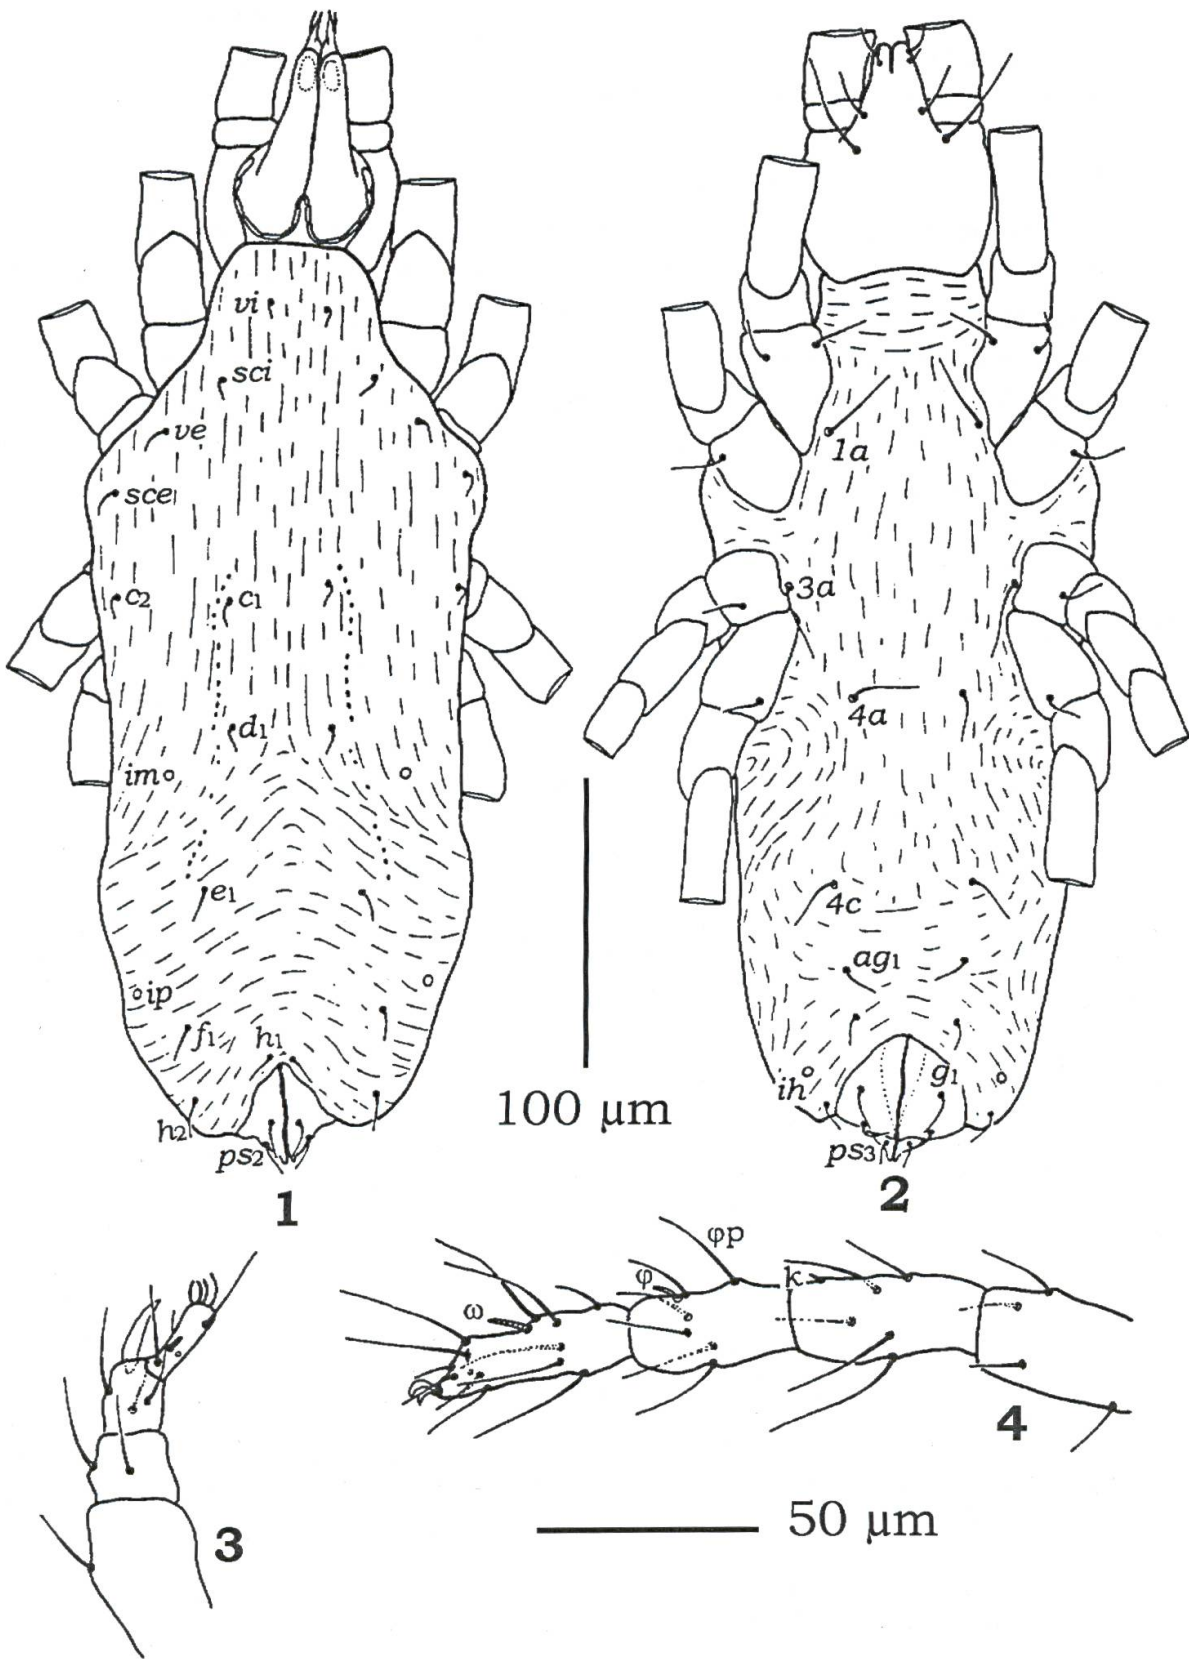 vi
sci
ve
sce
c₂ c₁
d₁
im
e₁
ip
f₁ h₁
h₂
ps₂
1
1a
3a
4a
4c
ag₁
g₁
ih
ps₃
2
100 µm
3
φp
φ k
ω
4
50 µm